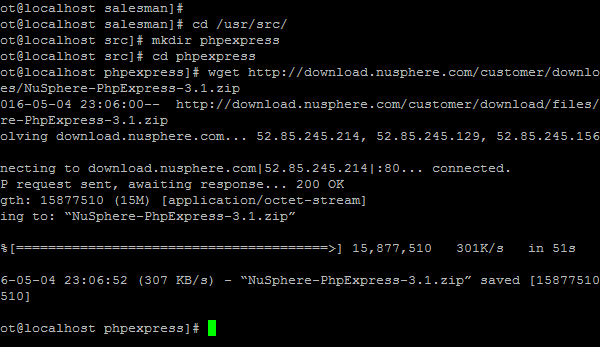 ot@localhost salesman]#
ot@localhost salesman]# cd /usr/src/
ot@localhost src]# mkdir phpexpress
ot@localhost src]# cd phpexpress
ot@localhost phpexpress]# wget http://download.nusphere.com/customer/downlo
es/NuSphere-PhpExpress-3.1.zip
016-05-04 23:06:00--  http://download.nusphere.com/customer/download/files/
re-PhpExpress-3.1.zip
olving download.nusphere.com... 52.85.245.214, 52.85.245.129, 52.85.245.156
necting to download.nusphere.com|52.85.245.214|:80... connected.
P request sent, awaiting response... 200 OK
gth: 15877510 (15M) [application/octet-stream]
ing to: “NuSphere-PhpExpress-3.1.zip”
%[=======================================>] 15,877,510   301K/s   in 51s
6-05-04 23:06:52 (307 KB/s) - “NuSphere-PhpExpress-3.1.zip” saved [15877510
510]
ot@localhost phpexpress]#